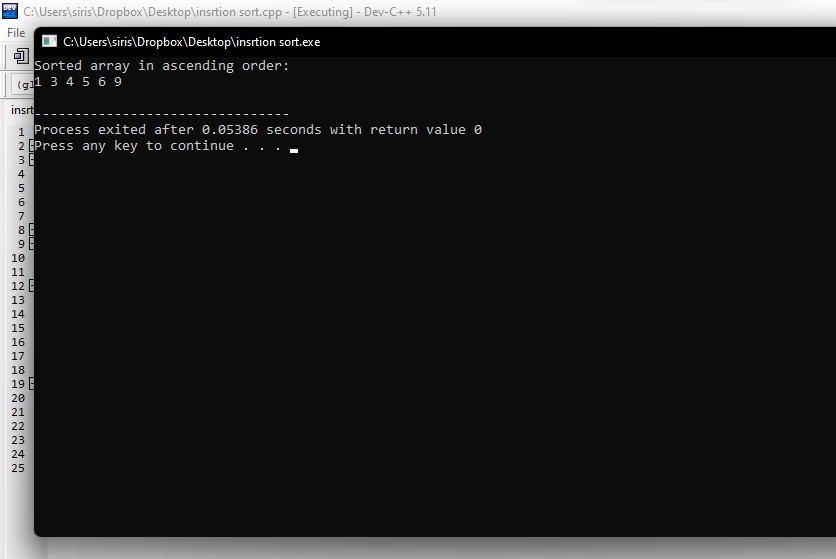 C:\Users\siris\Dropbox\Desktop\insrtion sort.cpp - [Executing] - Dev-C++ 5.11
File
C:\Users\siris\Dropbox\Desktop\insrtion sort.exe
Sorted array in ascending order:
1 3 4 5 6 9
--------------------------------
Process exited after 0.05386 seconds with return value 0
Press any key to continue . . .
(gl
insrt
1
2
3
4
5
6
7
8
9
10
11
12
13
14
15
16
17
18
19
20
21
22
23
24
25